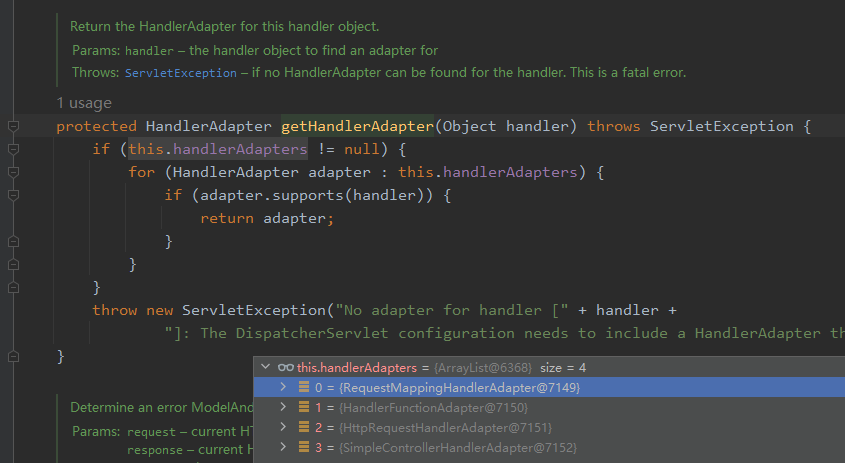 Return the HandlerAdapter for this handler object.
Params: handler – the handler object to find an adapter for
Throws: ServletException – if no HandlerAdapter can be found for the handler. This is a fatal error.
1 usage
protected HandlerAdapter getHandlerAdapter(Object handler) throws ServletException {
if (this.handlerAdapters != null) {
for (HandlerAdapter adapter : this.handlerAdapters) {
if (adapter.supports(handler)) {
return adapter;
}
}
}
throw new ServletException("No adapter for handler [" + handler +
"]: The DispatcherServlet configuration needs to include a HandlerAdapter th
}
this.handlerAdapters = {ArrayList@6368} size = 4
0 = {RequestMappingHandlerAdapter@7149}
1 = {HandlerFunctionAdapter@7150}
2 = {HttpRequestHandlerAdapter@7151}
3 = {SimpleControllerHandlerAdapter@7152}
Determine an error ModelAnd
Params: request – current HT
response – current H